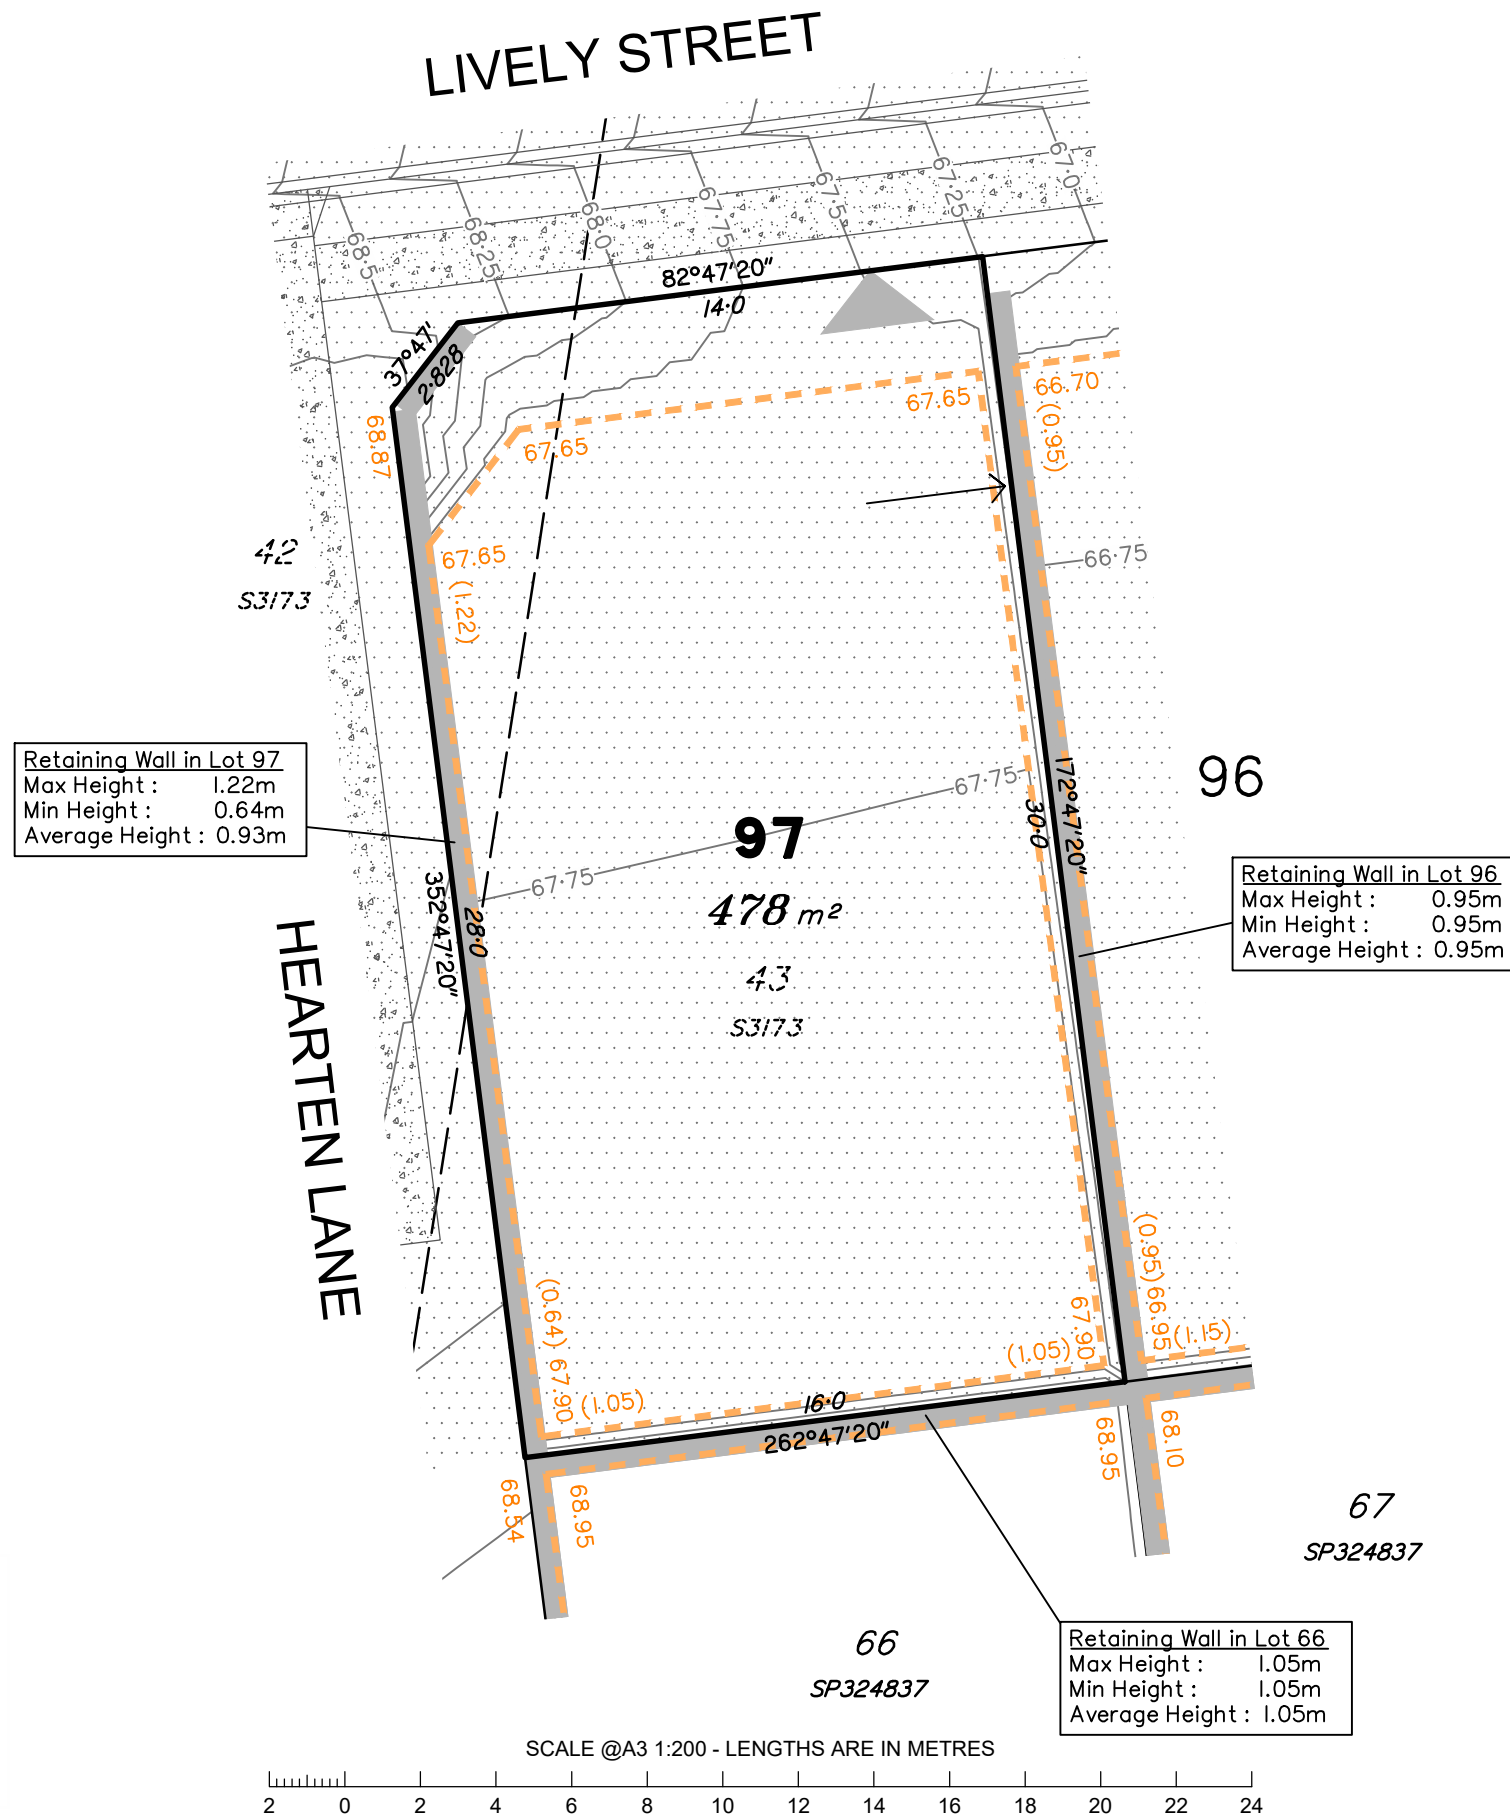 LIVELY STREET
68·5
68·25
68·0
67·75
67·5
67·25
67·0
82°47'20"
14·0
37°47'
2·828
68.87
67.65
67.65
66.70
(0.95)
67.65
(1.22)
42
S3173
66·75
Retaining Wall in Lot 97
Max Height : 1.22m
Min Height : 0.64m
Average Height : 0.93m
67·75
172°47'20"
30·0
96
97
67·75
478 m²
43
S3173
352°47'20"
28·0
Retaining Wall in Lot 96
Max Height : 0.95m
Min Height : 0.95m
Average Height : 0.95m
HEARTEN LANE
(0.64) 67.90
(1.05)
(1.05)
67.90
(0.95) 66.95
(1.15)
16·0
262°47'20"
68.54
68.95
68.95
68.10
67
SP324837
66
SP324837
Retaining Wall in Lot 66
Max Height : 1.05m
Min Height : 1.05m
Average Height : 1.05m
SCALE @A3 1:200 - LENGTHS ARE IN METRES
2 0 2 4 6 8 10 12 14 16 18 20 22 24